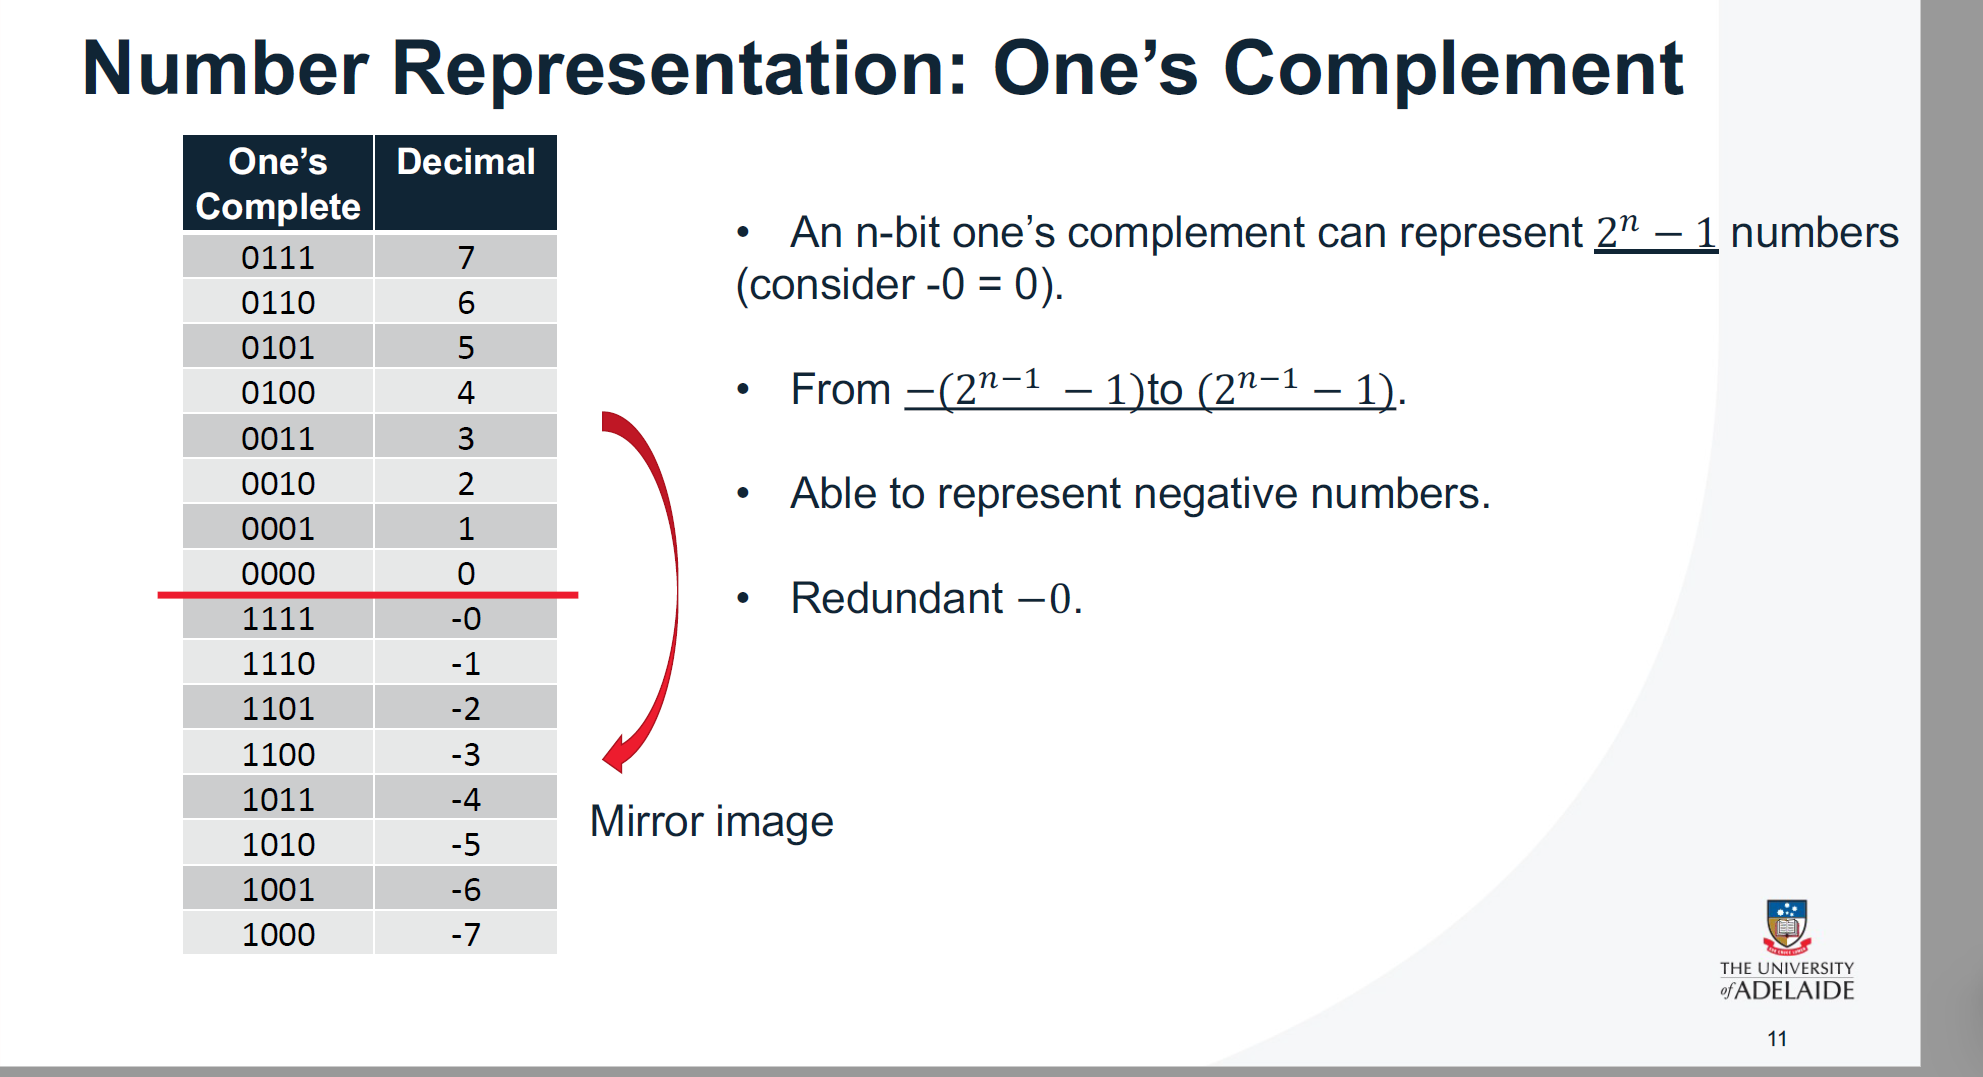 Number Representation: One’s Complement
One’s Complete Decimal
0111 7
0110 6
0101 5
0100 4
0011 3
0010 2
0001 1
0000 0
1111 -0
1110 -1
1101 -2
1100 -3
1011 -4
1010 -5
1001 -6
1000 -7
Mirror image
• An n-bit one’s complement can represent 2ⁿ − 1 numbers
(consider -0 = 0).
• From −(2ⁿ⁻¹ − 1)to (2ⁿ⁻¹ − 1).
• Able to represent negative numbers.
• Redundant −0.
THE UNIVERSITY
of ADELAIDE
11